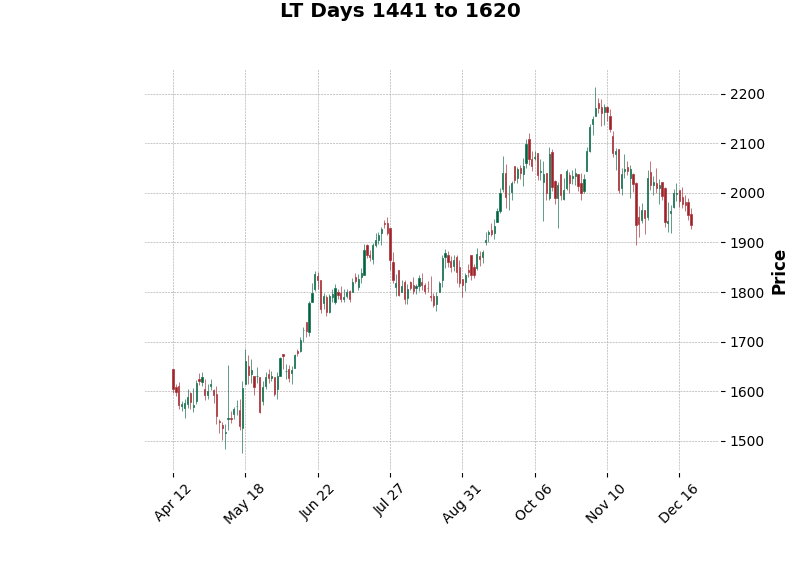 LT Days 1441 to 1620
2200
2100
2000
1900
1800
1700
1600
1500
Price
Apr 12
May 18
Jun 22
Jul 27
Aug 31
Oct 06
Nov 10
Dec 16